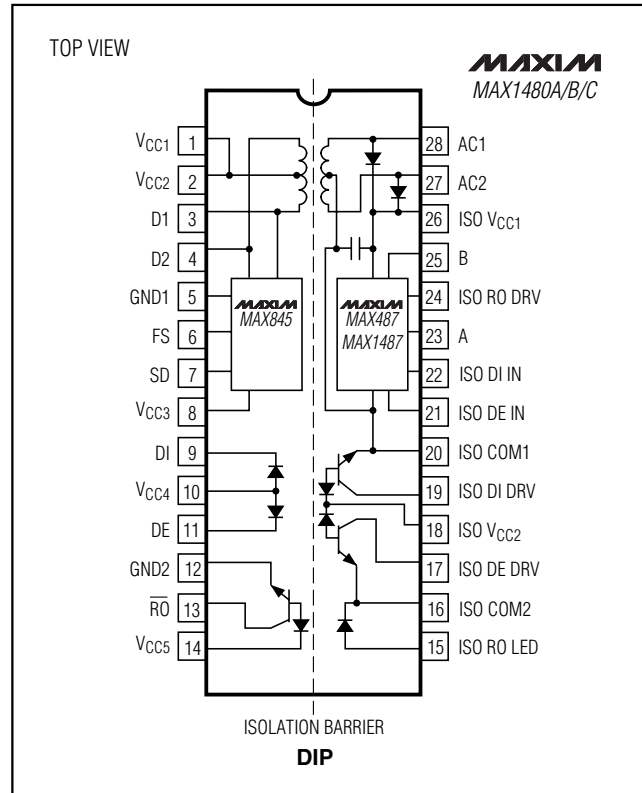 TOP VIEW
MAXIM
MAX1480A/B/C
VCC1 1
VCC2 2
D1 3
D2 4
GND1 5
FS 6
SD 7
VCC3 8
DI 9
VCC4 10
DE 11
GND2 12
R̅O̅ 13
VCC5 14
MAXIM
MAX845
MAXIM
MAX487
MAX1487
28 AC1
27 AC2
26 ISO VCC1
25 B
24 ISO RO DRV
23 A
22 ISO DI IN
21 ISO DE IN
20 ISO COM1
19 ISO DI DRV
18 ISO VCC2
17 ISO DE DRV
16 ISO COM2
15 ISO RO LED
ISOLATION BARRIER
DIP